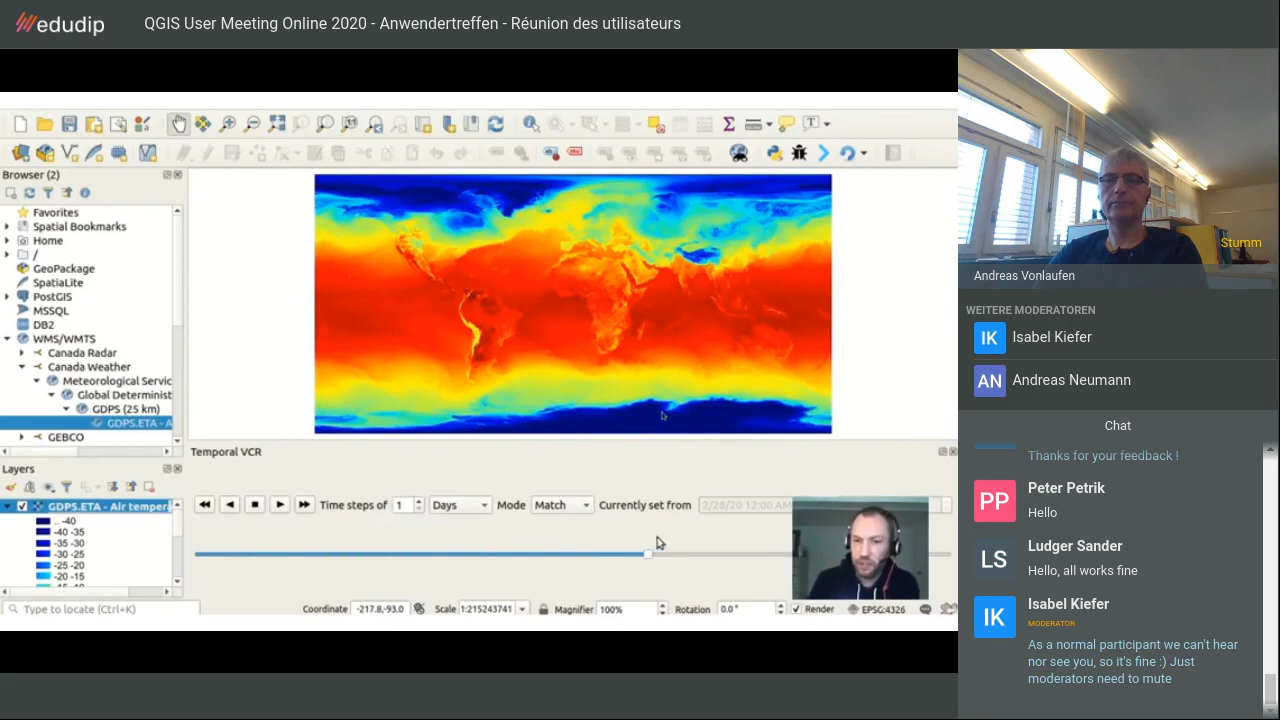 edudip
QGIS User Meeting Online 2020 - Anwendertreffen - Réunion des utilisateurs
Browser (2)
Favorites
Spatial Bookmarks
Home
/
GeoPackage
SpatiaLite
PostGIS
MSSQL
DB2
WMS/WMTS
Canada Radar
Canada Weather
Meteorological Servic
Global Determinist
GDPS (25 km)
GDPS.ETA - A
GEBCO
Layers
GDPS.ETA - Air temper
.. -40
-40 -35
-35 -30
-30 -25
-25 -20
-20 -15
Temporal VCR
Time steps of 1 Days Mode Match Currently set from 2/28/20 12:00 AM
Type to locate (Ctrl+K)
Coordinate -217.8,-93.0 Scale 1:215243741 Magnifier 100% Rotation 0.0 ° Render EPSG:4326
Stumm
Andreas Vonlaufen
WEITERE MODERATOREN
IK Isabel Kiefer
AN Andreas Neumann
Chat
Thanks for your feedback !
PP Peter Petrik
Hello
LS Ludger Sander
Hello, all works fine
IK Isabel Kiefer
MODERATOR
As a normal participant we can't hear
nor see you, so it's fine :) Just
moderators need to mute